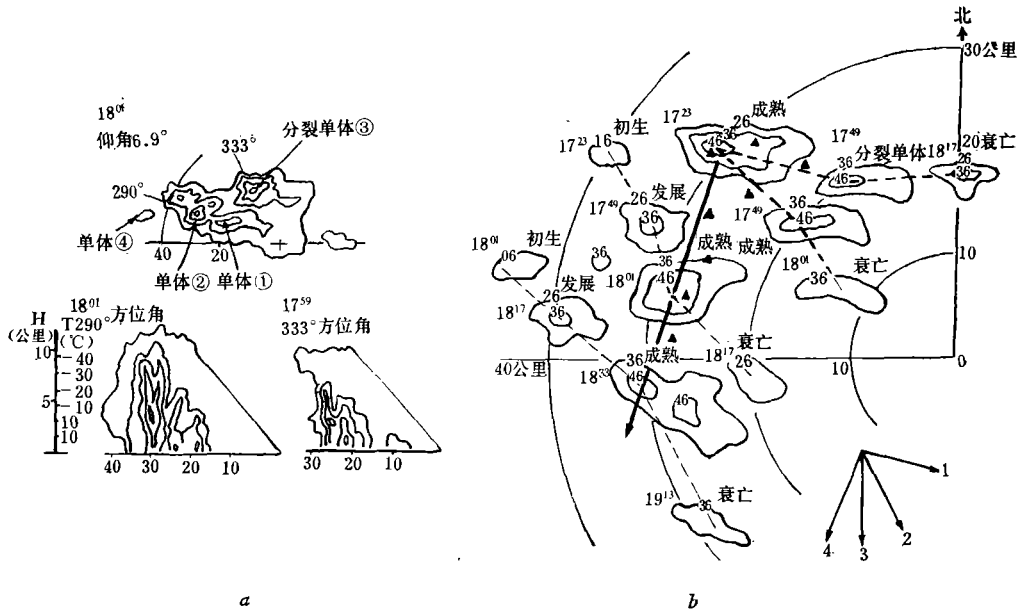 18⁰¹
仰角6.9°
333°
分裂单体③
290°
单体④
40
20
单体② 单体①
18⁰¹
290°方位角
H
(公里)
T
(℃)
10
5
-40
-30
-20
-10
10
10
40 30 20 10
17⁵⁹
333°方位角
30 20 10
a
北
30公里
20
10
0
10
40公里
17²³
初生
16
17²³
成熟
26
36
46
17⁴⁹
分裂单体
36
46
18¹⁷
衰亡
26
36
17⁴⁹
发展
26
36
17⁴⁹
成熟
36
46
18⁰¹
初生
06
36
18⁰¹
成熟
36
46
18⁰¹
衰亡
36
18¹⁷
发展
26
36
18¹⁷
衰亡
26
18³³
成熟
36
46
46
19¹³
衰亡
36
1
2
3
4
b